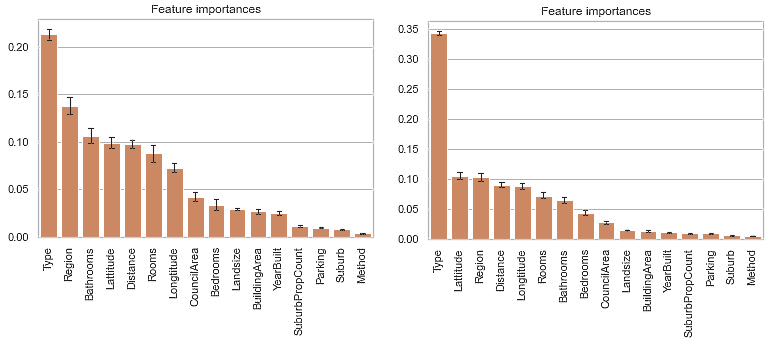 Feature importances
0.20
0.15
0.10
0.05
0.00
Type
Region
Bathrooms
Lattitude
Distance
Rooms
Longtitude
CouncilArea
Bedrooms
Landsize
BuildingArea
YearBuilt
SuburbPropCount
Parking
Suburb
Method
Feature importances
0.35
0.30
0.25
0.20
0.15
0.10
0.05
0.00
Type
Lattitude
Region
Distance
Longtitude
Rooms
Bathrooms
Bedrooms
CouncilArea
Landsize
BuildingArea
YearBuilt
SuburbPropCount
Parking
Suburb
Method